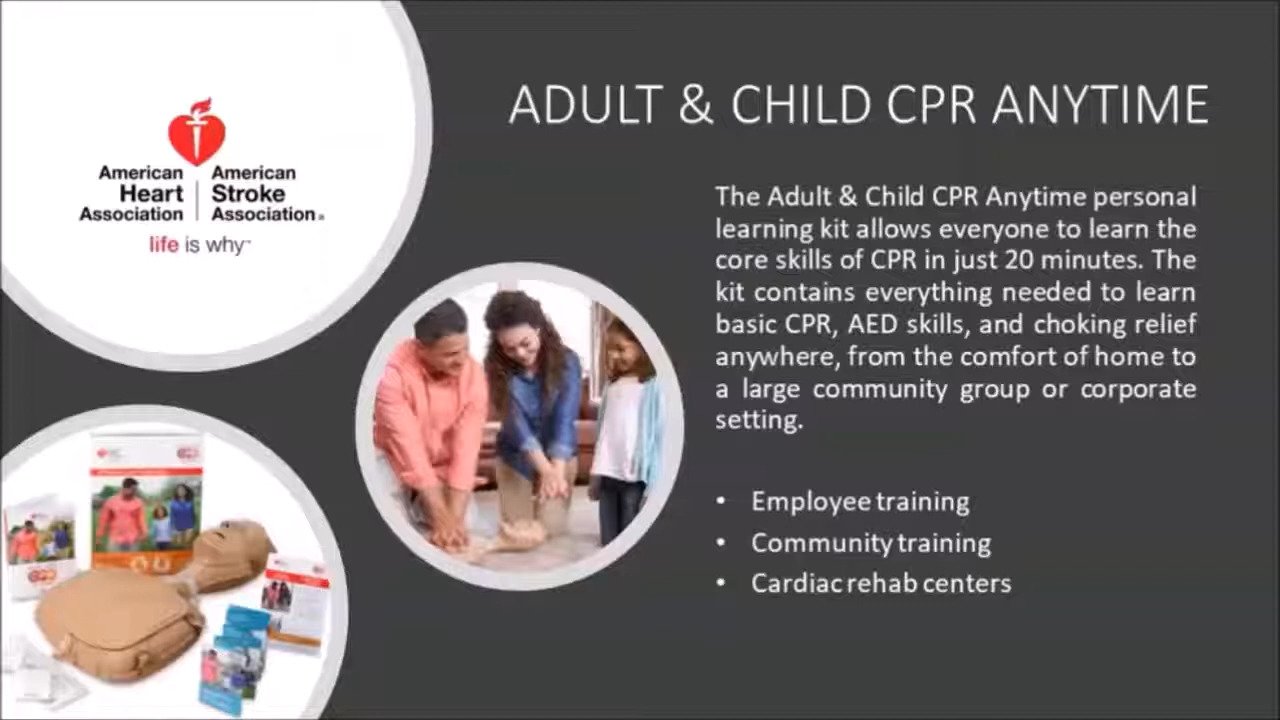 ADULT & CHILD CPR ANYTIME
American
Heart
Association
American
Stroke
Association®
life is why™
The Adult & Child CPR Anytime personal
learning kit allows everyone to learn the
core skills of CPR in just 20 minutes. The
kit contains everything needed to learn
basic CPR, AED skills, and choking relief
anywhere, from the comfort of home to
a large community group or corporate
setting.
• Employee training
• Community training
• Cardiac rehab centers